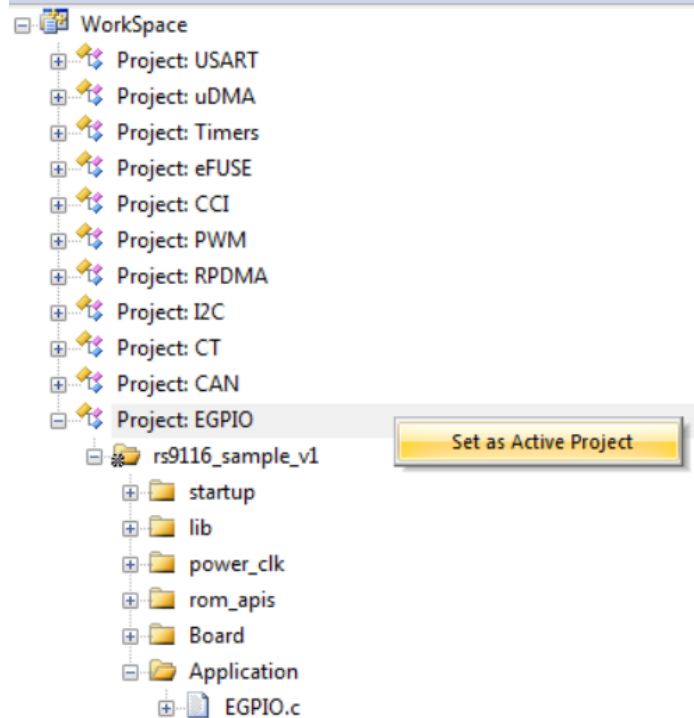 WorkSpace
Project: USART
Project: uDMA
Project: Timers
Project: eFUSE
Project: CCI
Project: PWM
Project: RPDMA
Project: I2C
Project: CT
Project: CAN
Project: EGPIO
Set as Active Project
rs9116_sample_v1
startup
lib
power_clk
rom_apis
Board
Application
EGPIO.c